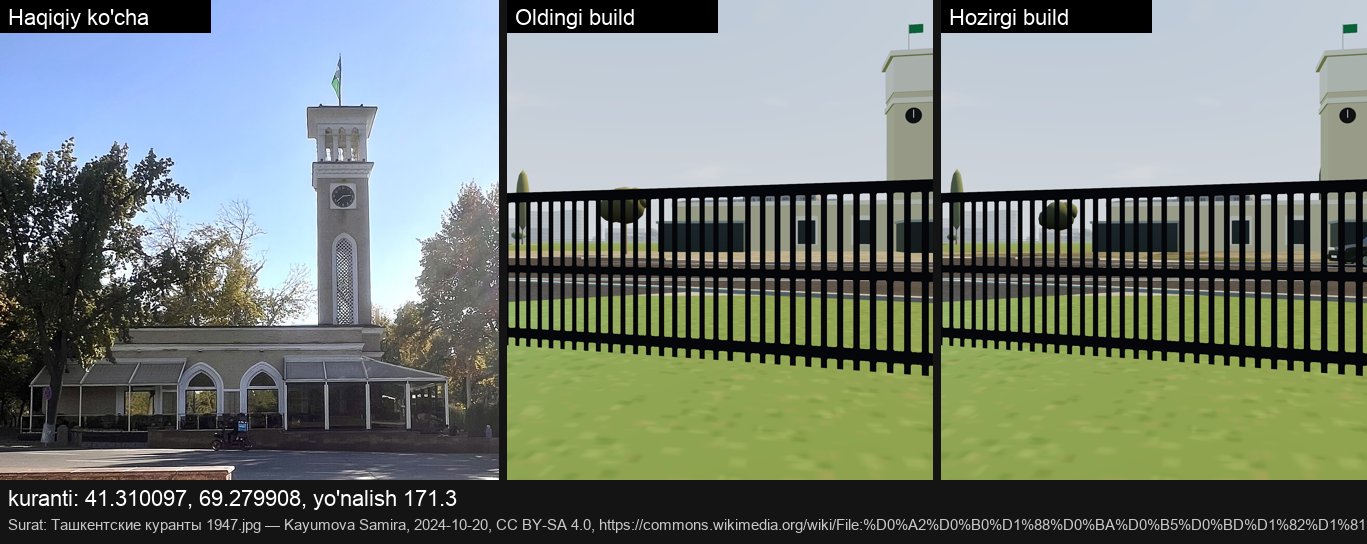 Haqiqiy ko'cha
Oldingi build
Hozirgi build
kuranti: 41.310097, 69.279908, yo'nalish 171.3
Surat: Ташкентские куранты 1947.jpg — Kayumova Samira, 2024-10-20, CC BY-SA 4.0, https://commons.wikimedia.org/wiki/File:%D0%A2%D0%B0%D1%88%D0%BA%D0%B5%D0%BD%D1%82%D1%81